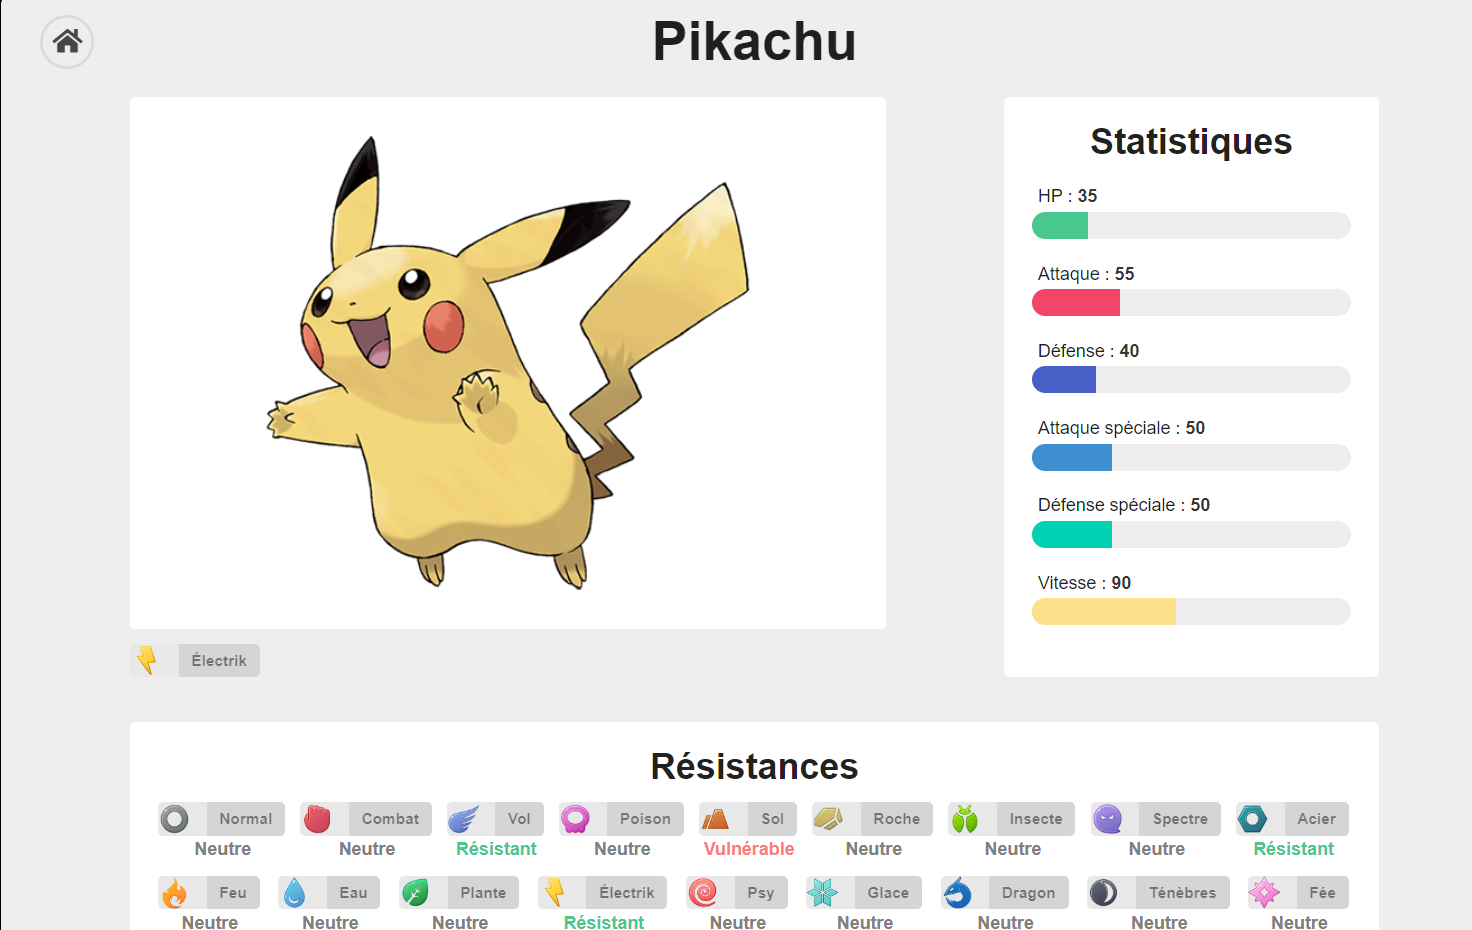 Pikachu
Statistiques
HP : 35
Attaque : 55
Défense : 40
Attaque spéciale : 50
Défense spéciale : 50
Vitesse : 90
Électrik
Résistances
Normal Combat Vol Poison Sol Roche Insecte Spectre Acier
Neutre Neutre Résistant Neutre Vulnérable Neutre Neutre Neutre Résistant
Feu Eau Plante Électrik Psy Glace Dragon Ténèbres Fée
Neutre Neutre Neutre Résistant Neutre Neutre Neutre Neutre Neutre